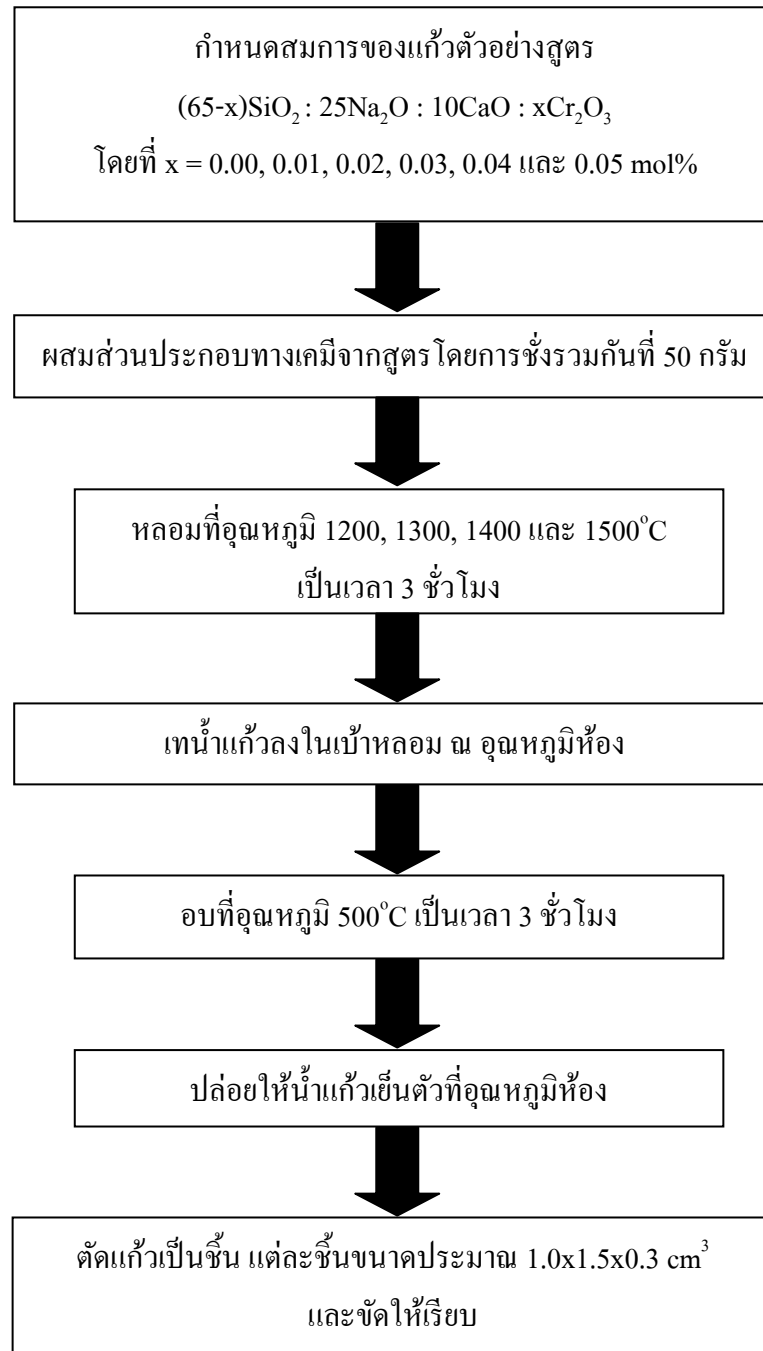 กำหนดสมการของแก้วตัวอย่างสูตร
(65-x)SiO₂ : 25Na₂O : 10CaO : xCr₂O₃
โดยที่ x = 0.00, 0.01, 0.02, 0.03, 0.04 และ 0.05 mol%
ผสมส่วนประกอบทางเคมีจากสูตรโดยการชั่งรวมกันที่ 50 กรัม
หลอมที่อุณหภูมิ 1200, 1300, 1400 และ 1500°C
เป็นเวลา 3 ชั่วโมง
เทน้ำแก้วลงในเบ้าหลอม ณ อุณหภูมิห้อง
อบที่อุณหภูมิ 500°C เป็นเวลา 3 ชั่วโมง
ปล่อยให้น้ำแก้วเย็นตัวที่อุณหภูมิห้อง
ตัดแก้วเป็นชิ้น แต่ละชิ้นขนาดประมาณ 1.0x1.5x0.3 cm³
และขัดให้เรียบ